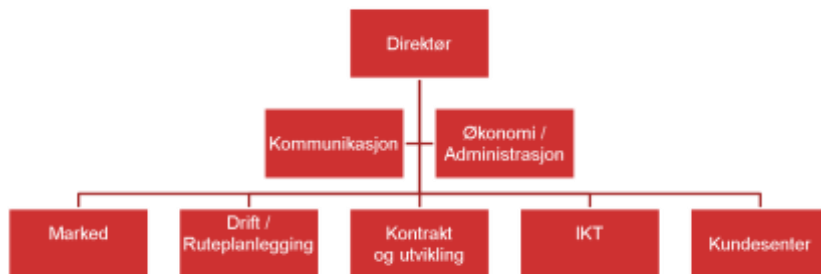 Direktør
Kommunikasjon
Økonomi /
Administrasjon
Marked
Drift /
Ruteplanlegging
Kontrakt
og utvikling
IKT
Kundesenter